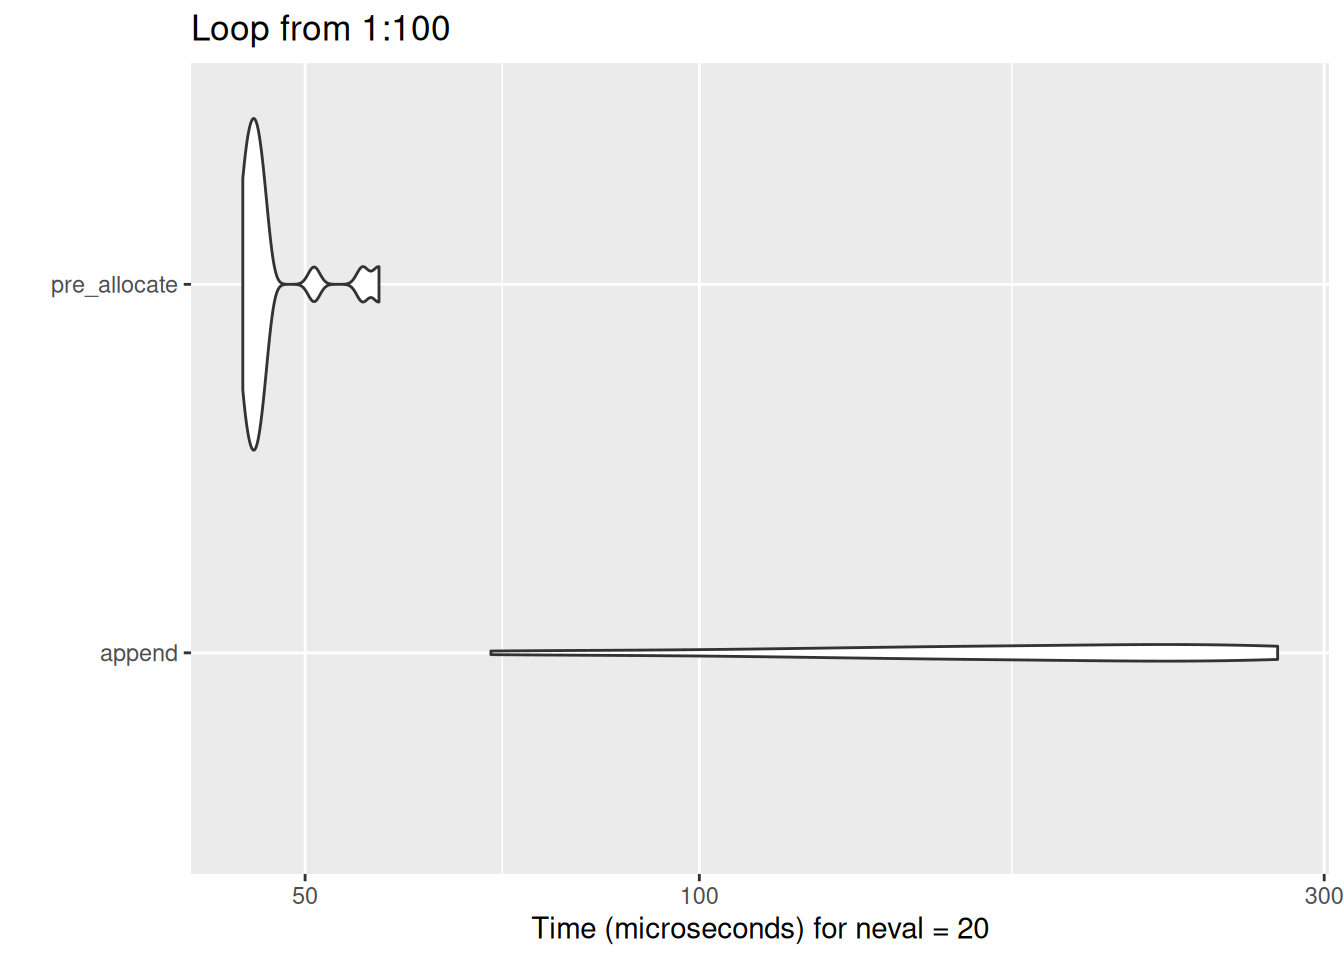 Loop from 1:100
pre_allocate
append
50
100
300
Time (microseconds) for neval = 20